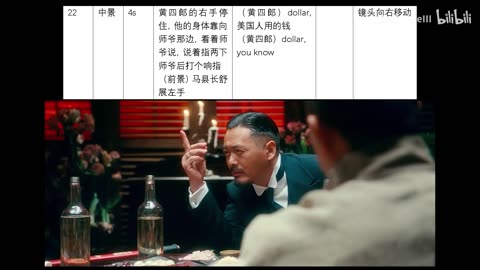 22 中景 4s 黄四郎的右手停 （黄四郎）dollar, 镜头向右移动
住，他的身体靠向 美国人用的钱
师爷那边，看着师 （黄四郎）dollar,
爷说，说着指两下 you know
师爷后打个响指
（前景）马县长舒
展左手
bilibili